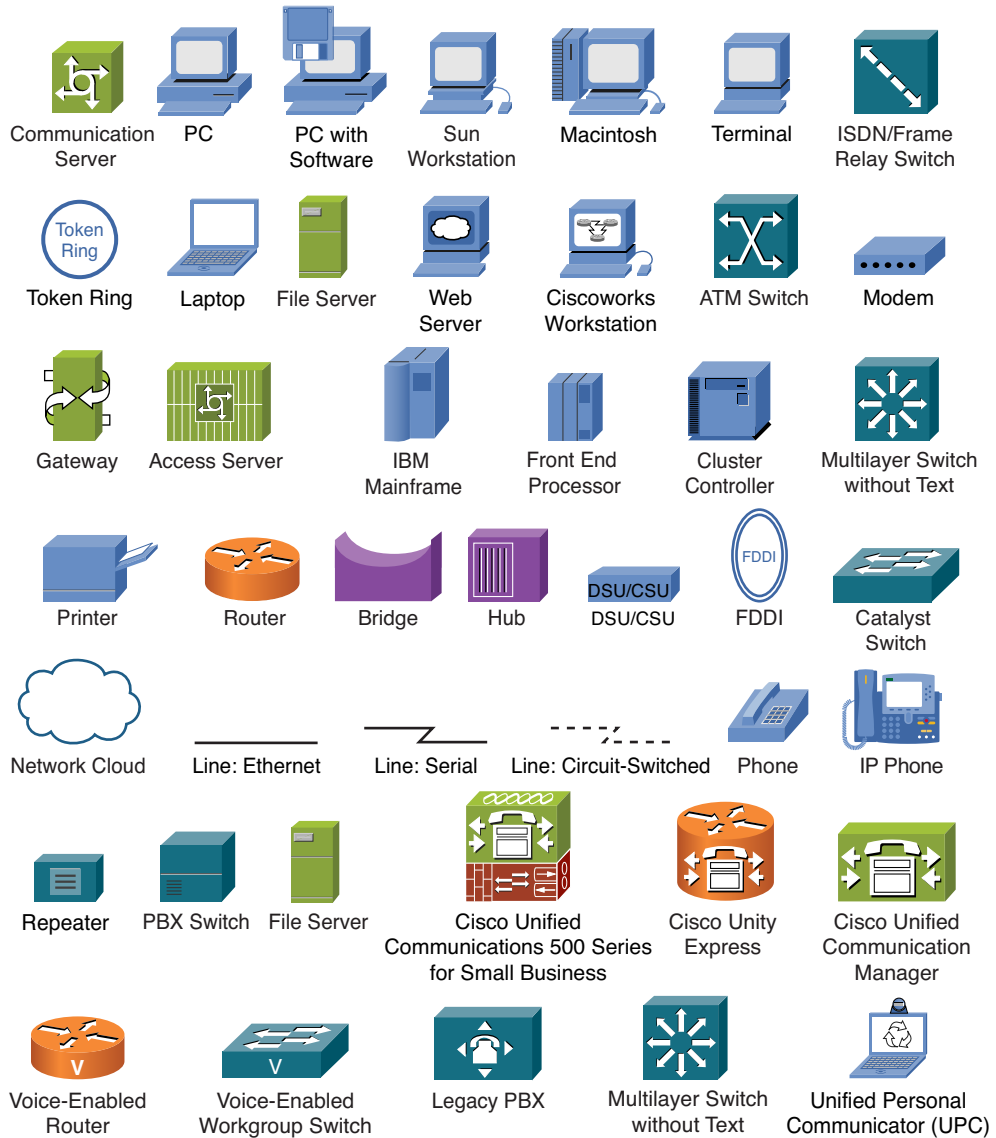 Communication
Server
PC
PC with
Software
Sun
Workstation
Macintosh
Terminal
ISDN/Frame
Relay Switch
Token
Ring
Token Ring
Laptop
File Server
Web
Server
Ciscoworks
Workstation
ATM Switch
Modem
Gateway
Access Server
IBM
Mainframe
Front End
Processor
Cluster
Controller
Multilayer Switch
without Text
Printer
Router
Bridge
Hub
DSU/CSU
DSU/CSU
FDDI
FDDI
Catalyst
Switch
Network Cloud
Line: Ethernet
Line: Serial
Line: Circuit-Switched
Phone
IP Phone
Repeater
PBX Switch
File Server
Cisco Unified
Communications 500 Series
for Small Business
Cisco Unity
Express
Cisco Unified
Communication
Manager
V
Voice-Enabled
Router
V
Voice-Enabled
Workgroup Switch
Legacy PBX
Multilayer Switch
without Text
Unified Personal
Communicator (UPC)